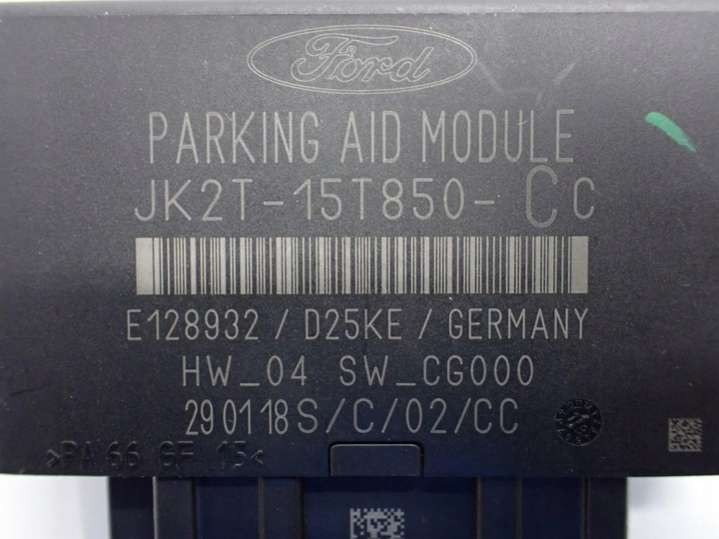 Ford
PARKING AID MODULE
JK2T-15T850-CC
E128932 / D25KE / GERMANY
HW_04 SW_CG000
290118S/C/02/CC
>PA 66 GF 15<